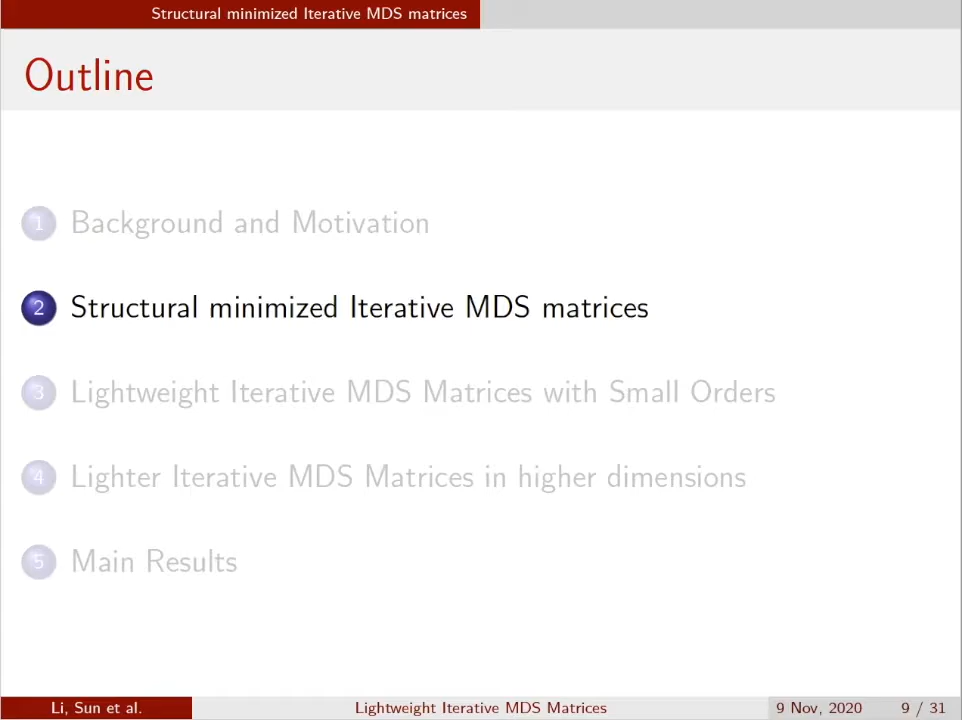 Structural minimized Iterative MDS matrices
Outline
1 Background and Motivation
2 Structural minimized Iterative MDS matrices
3 Lightweight Iterative MDS Matrices with Small Orders
4 Lighter Iterative MDS Matrices in higher dimensions
5 Main Results
Li, Sun et al. Lightweight Iterative MDS Matrices 9 Nov, 2020 9 / 31